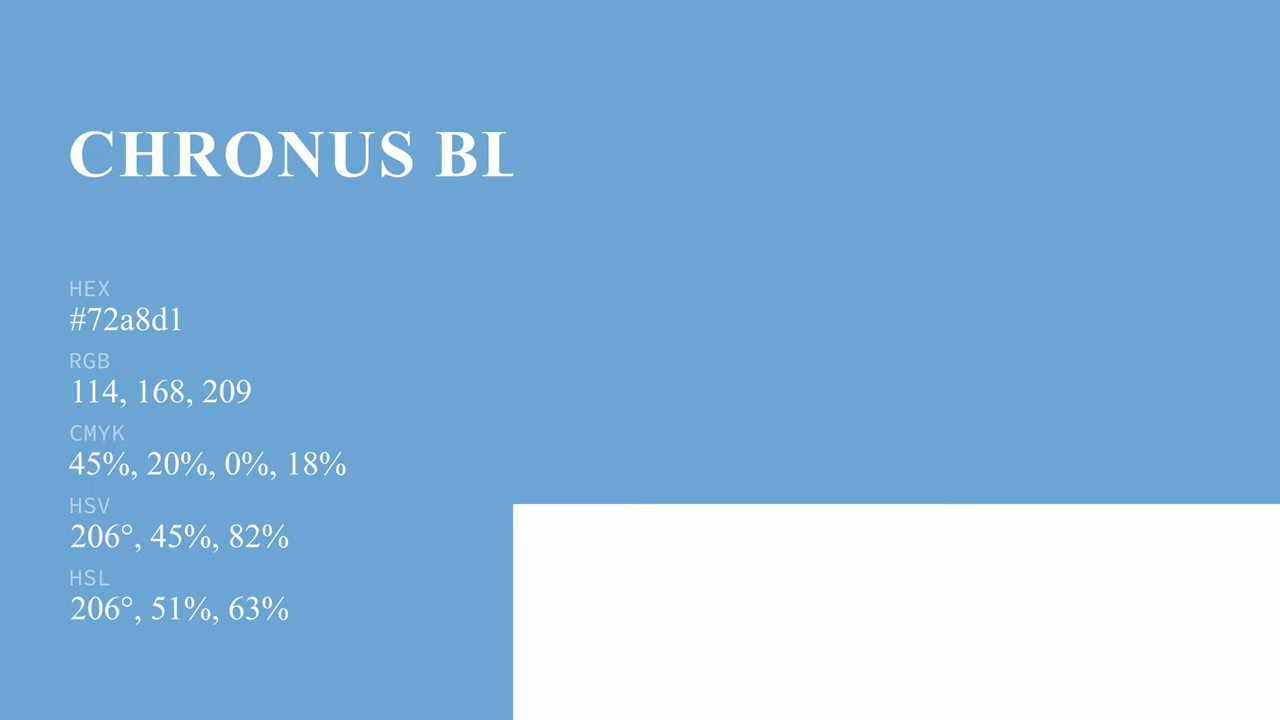 CHRONUS BL
HEX
#72a8d1
RGB
114, 168, 209
CMYK
45%, 20%, 0%, 18%
HSV
206°, 45%, 82%
HSL
206°, 51%, 63%